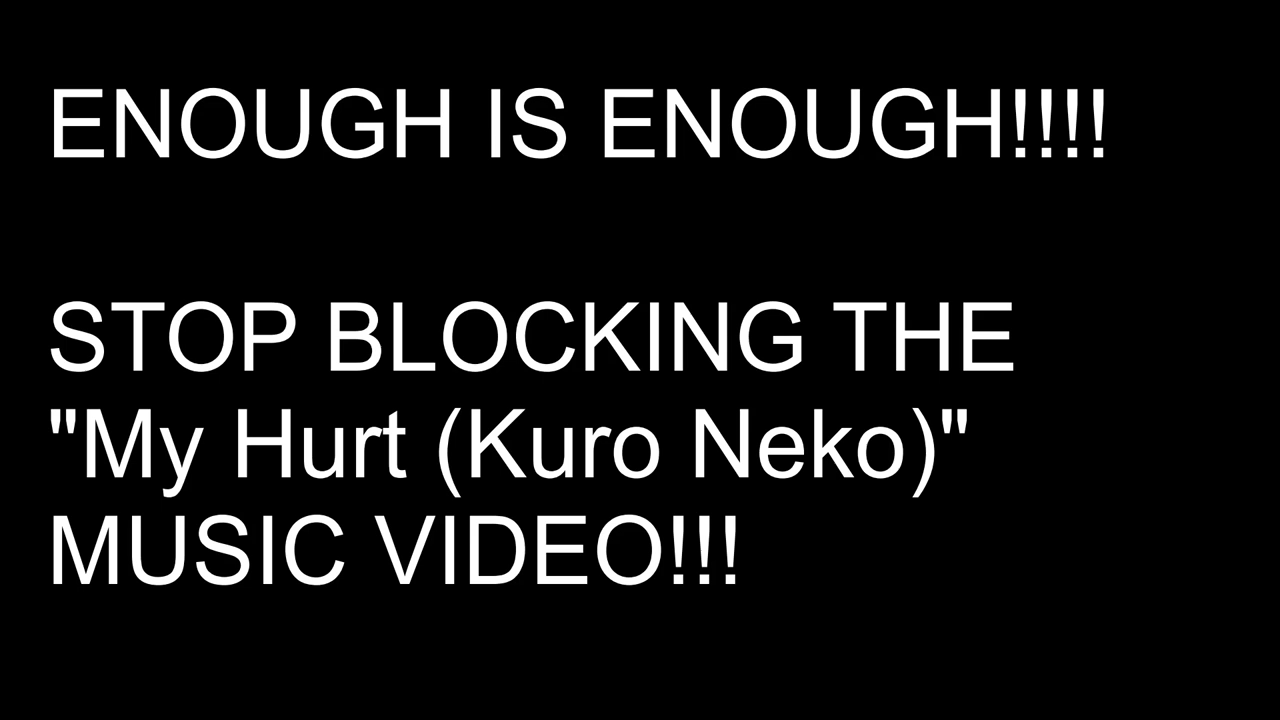 ENOUGH IS ENOUGH!!!!
STOP BLOCKING THE
"My Hurt (Kuro Neko)"
MUSIC VIDEO!!!